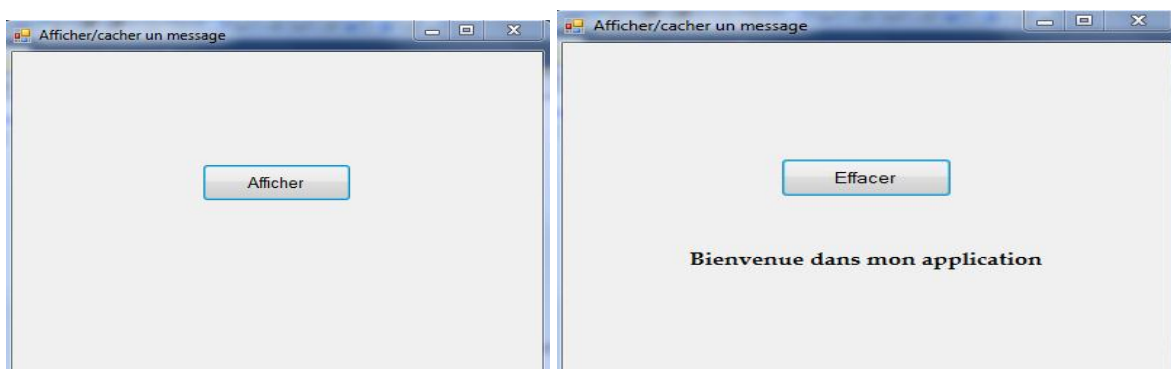 Afficher/cacher un message
Afficher
Afficher/cacher un message
Effacer
Bienvenue dans mon application